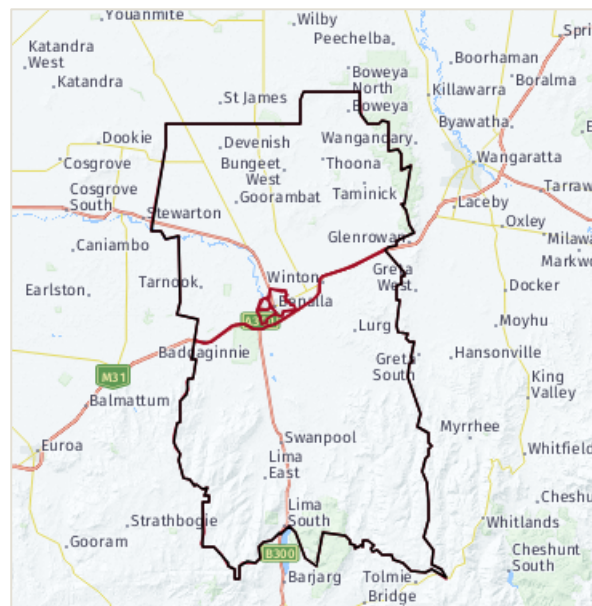 Youanmite
Wilby
Spri
Katandra
West
Peechelba
Boorhaman
Katandra
Boweya
North
Boralma
St James
Killawarra
Boweya
Byawatha
Dookie
Devenish
Wangandary
Cosgrove
Bungeet
West
Thoona
Wangaratta
Cosgrove
South
Goorambat
Taminick
Tarraw
Stewarton
Laceby
Oxley
Caniambo
Glenrowan
Milawa
Markwo
Earlston
Tarnook
Winton
Greta
West
Docker
Benalla
Moyhu
Lurg
Baddaginnie
Greta
South
Hansonville
M31
King
Valley
Balmattum
Myrrhee
Euroa
Swanpool
Whitfield
Lima
East
Cheshu
Strathbogie
Lima
South
Whitlands
Gooram
B300
Cheshunt
South
Barjarg
Tolmie
Bridge